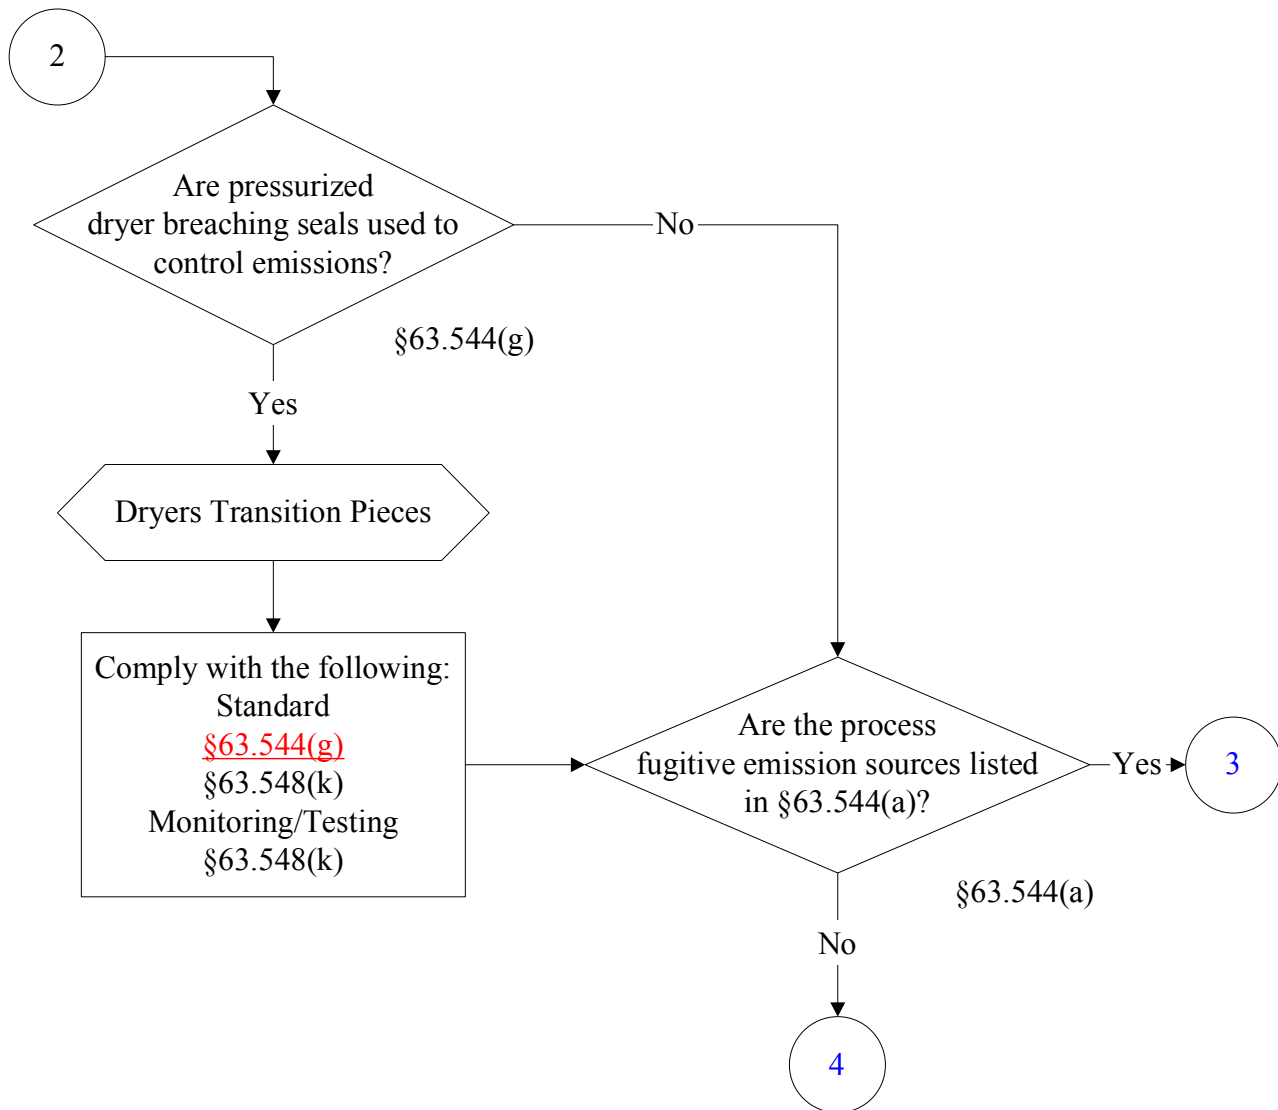 2
Are pressurized
dryer breaching seals used to
control emissions?
No
§63.544(g)
Yes
Dryers Transition Pieces
Comply with the following:
Standard
§63.544(g)
§63.548(k)
Monitoring/Testing
§63.548(k)
Are the process
fugitive emission sources listed
in §63.544(a)?
Yes
3
§63.544(a)
No
4